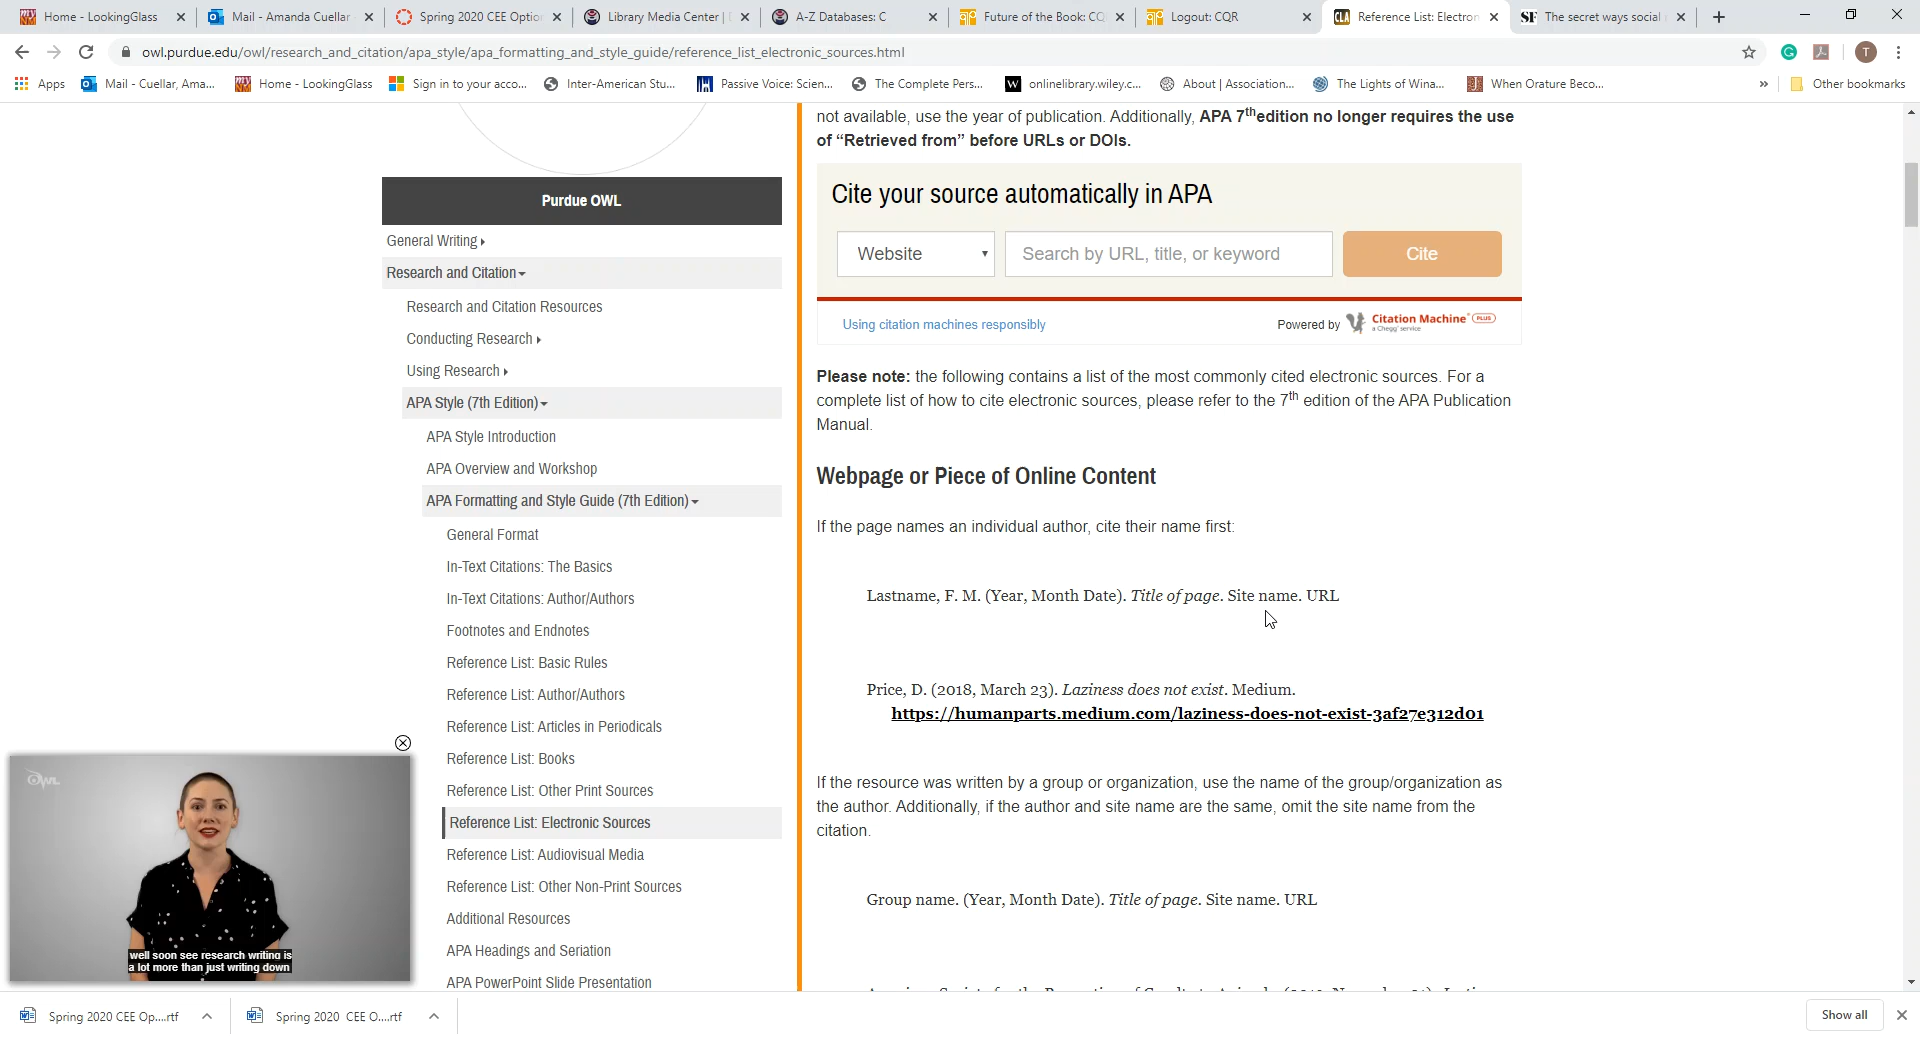 Home - LookingGlass
Mail - Amanda Cuellar
Spring 2020 CEE Option
Library Media Center |
A-Z Databases: C
Future of the Book: CQ
Logout: CQR
CLA
Reference List: Electron
SF
The secret ways social
owl.purdue.edu/owl/research_and_citation/apa_style/apa_formatting_and_style_guide/reference_list_electronic_sources.html
T
Apps
Mail - Cuellar, Ama...
Home - LookingGlass
Sign in to your acco...
Inter-American Stu...
Passive Voice: Scien...
The Complete Pers...
W
onlinelibrary.wiley.c...
About | Association...
The Lights of Wina...
When Orature Beco...
»
Other bookmarks
Purdue OWL
General Writing
Research and Citation
Research and Citation Resources
Conducting Research
Using Research
APA Style (7th Edition)
APA Style Introduction
APA Overview and Workshop
APA Formatting and Style Guide (7th Edition)
General Format
In-Text Citations: The Basics
In-Text Citations: Author/Authors
Footnotes and Endnotes
Reference List: Basic Rules
Reference List: Author/Authors
Reference List: Articles in Periodicals
Reference List: Books
Reference List: Other Print Sources
Reference List: Electronic Sources
Reference List: Audiovisual Media
Reference List: Other Non-Print Sources
Additional Resources
APA Headings and Seriation
APA PowerPoint Slide Presentation
not available, use the year of publication. Additionally, APA 7th edition no longer requires the use
of “Retrieved from” before URLs or DOIs.
Cite your source automatically in APA
Website
Search by URL, title, or keyword
Cite
Using citation machines responsibly
Powered by
Citation Machine PLUS
a Chegg service
Please note: the following contains a list of the most commonly cited electronic sources. For a
complete list of how to cite electronic sources, please refer to the 7th edition of the APA Publication
Manual.
Webpage or Piece of Online Content
If the page names an individual author, cite their name first:
Lastname, F. M. (Year, Month Date). Title of page. Site name. URL
Price, D. (2018, March 23). Laziness does not exist. Medium.
https://humanparts.medium.com/laziness-does-not-exist-3af27e312d01
If the resource was written by a group or organization, use the name of the group/organization as
the author. Additionally, if the author and site name are the same, omit the site name from the
citation.
Group name. (Year, Month Date). Title of page. Site name. URL
OWL
well soon see research writing is
a lot more than just writing down
Spring 2020 CEE Op....rtf
Spring 2020 CEE O....rtf
Show all